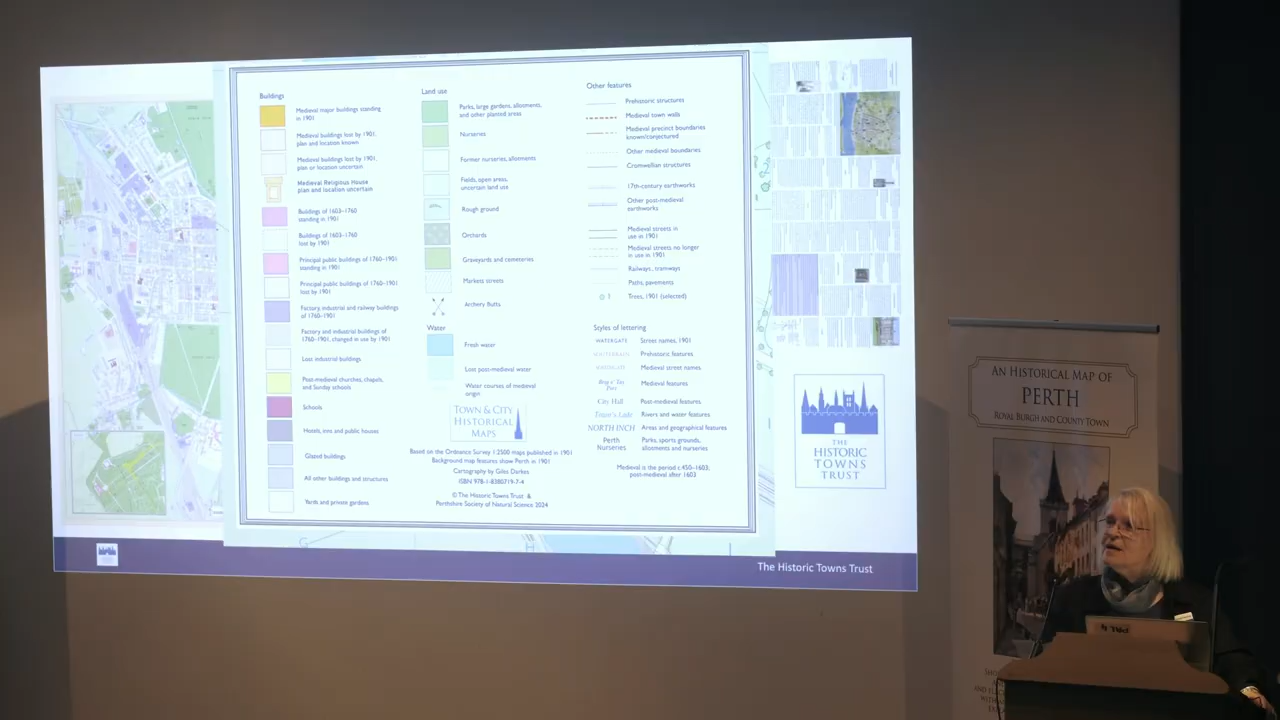 Buildings
Medieval major buildings standing
in 1901
Medieval buildings lost by 1901,
plan and location known
Medieval buildings lost by 1901,
plan or location uncertain
Medieval Religious House
plan and location uncertain
Buildings of 1603–1760
standing in 1901
Buildings of 1603–1760
lost by 1901
Principal public buildings of 1760–1901
standing in 1901
Principal public buildings of 1760–1901
lost by 1901
Factory, industrial and railway buildings
of 1760–1901
Factory and industrial buildings of
1760–1901, changed in use by 1901
Lost industrial buildings
Post-medieval churches, chapels,
and Sunday schools
Schools
Hotels, inns and public houses
Glazed buildings
All other buildings and structures
Yards and private gardens
Land use
Parks, large gardens, allotments,
and other planted areas
Nurseries
Former nurseries, allotments
Fields, open areas,
uncertain land use
Rough ground
Orchards
Graveyards and cemeteries
Markets streets
Archery Butts
Water
Fresh water
Lost post-medieval water
Water courses of medieval
origin
TOWN & CITY
HISTORICAL
MAPS
Based on the Ordnance Survey 1:2500 maps published in 1901
Background map features show Perth in 1901
Cartography by Giles Darkes
ISBN 978-1-8380719-7-4
© The Historic Towns Trust &
Perthshire Society of Natural Science 2024
Other features
Prehistoric structures
Medieval town walls
Medieval precinct boundaries
known/conjectured
Other medieval boundaries
Cromwellian structures
17th-century earthworks
Other post-medieval
earthworks
Medieval streets in
use in 1901
Medieval streets no longer
in use in 1901
Railways, tramways
Paths, pavements
Trees, 1901 (selected)
Styles of lettering
WATERGATE Street names, 1901
Prehistoric features
Medieval street names
Medieval features
City Hall Post-medieval features
Town's Lade Rivers and water features
NORTH INCH Areas and geographical features
Perth
Nurseries
Parks, sports grounds,
allotments and nurseries
Medieval is the period c.450–1603;
post-medieval after 1603
THE
HISTORIC
TOWNS
TRUST
The Historic Towns Trust
AN HISTORICAL MAP OF
PERTH
ROYAL BURGH AND COUNTY TOWN